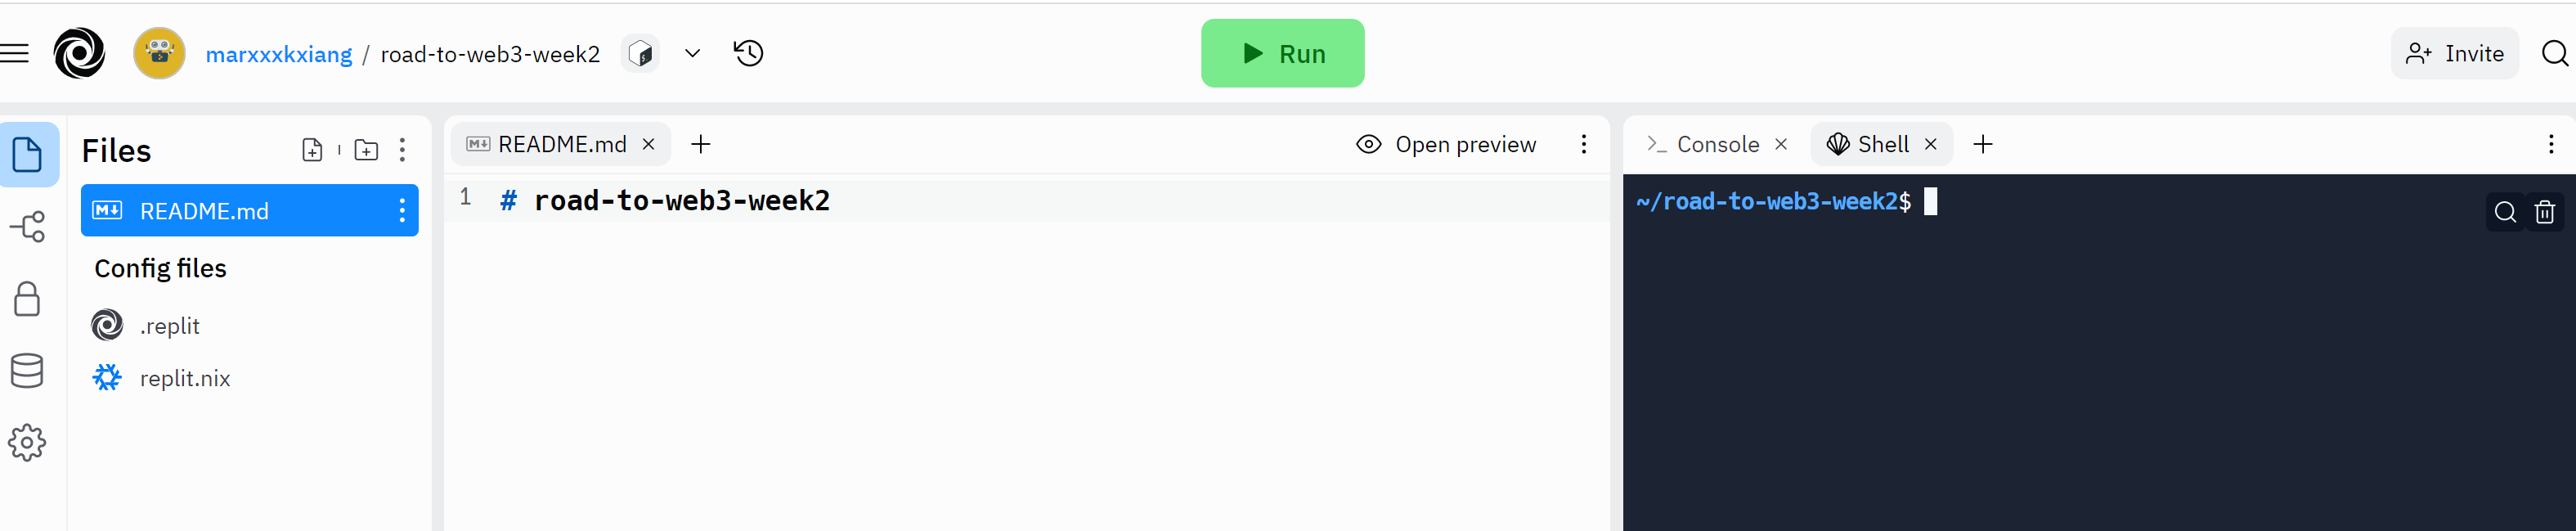 marxxxkxiang / road-to-web3-week2
Run
Invite
Files
README.md
Config files
.replit
replit.nix
README.md
Open preview
1 # road-to-web3-week2
Console
Shell
~/road-to-web3-week2$